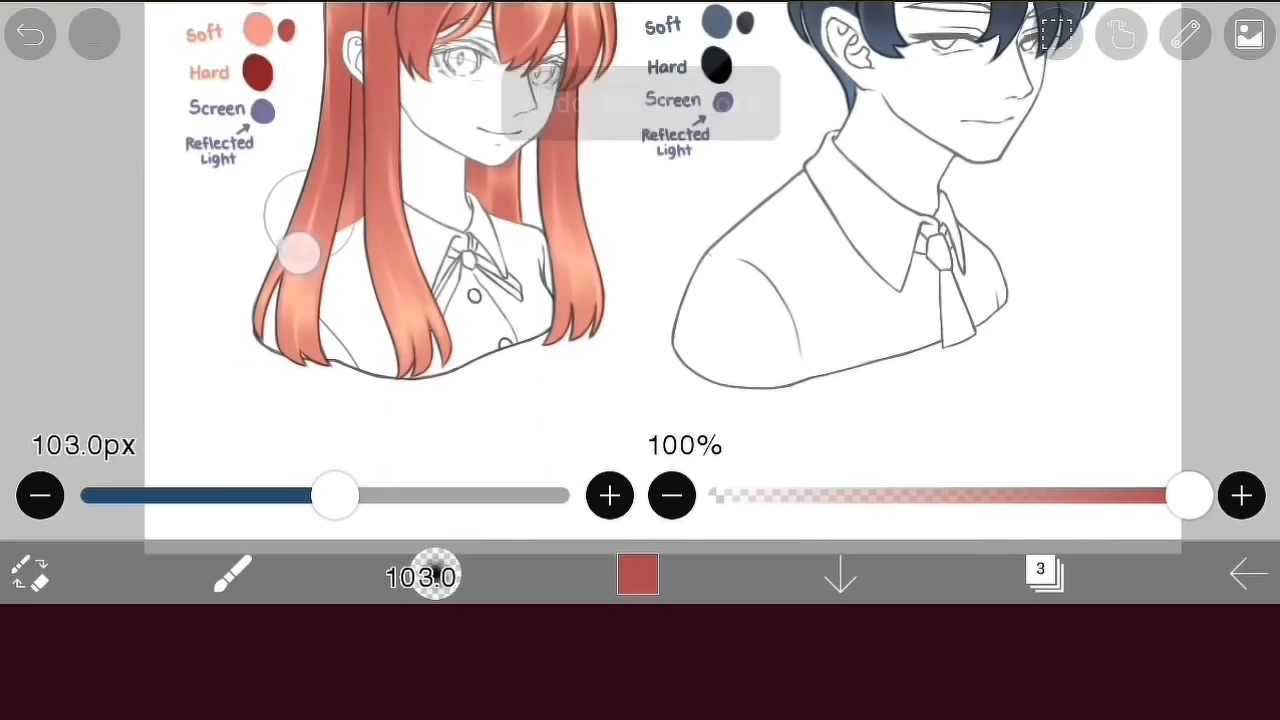 Soft
Hard
Screen
Reflected
Light
Soft
Hard
Screen
Reflected
Light
103.0px
100%
103.0
3